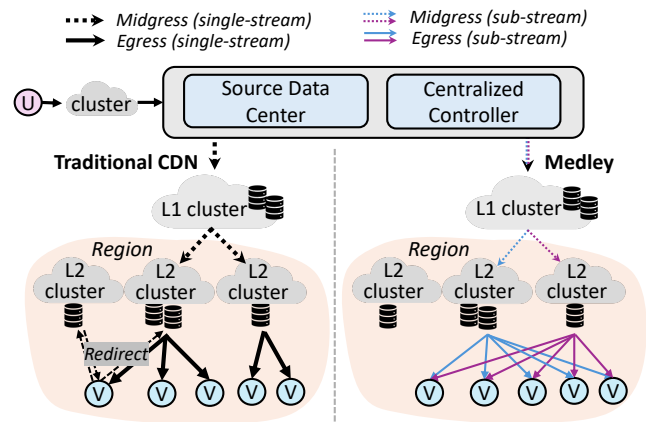 Midgress (single-stream)
Egress (single-stream)
Midgress (sub-stream)
Egress (sub-stream)
U
cluster
Source Data
Center
Centralized
Controller
Traditional CDN
L1 cluster
Region
L2
cluster
L2
cluster
L2
cluster
Redirect
V
V
V
V
V
Medley
L1 cluster
Region
L2
cluster
L2
cluster
L2
cluster
V
V
V
V
V